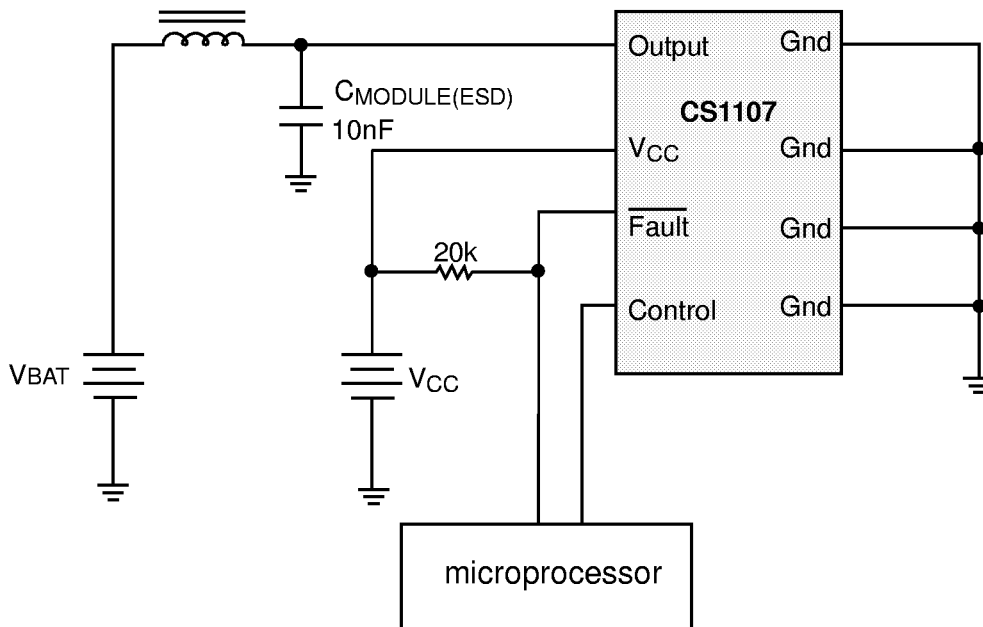 Output
Gnd
CMODULE(ESD)
10nF
CS1107
VCC
Gnd
Fault
Gnd
20k
Control
Gnd
VBAT
VCC
microprocessor